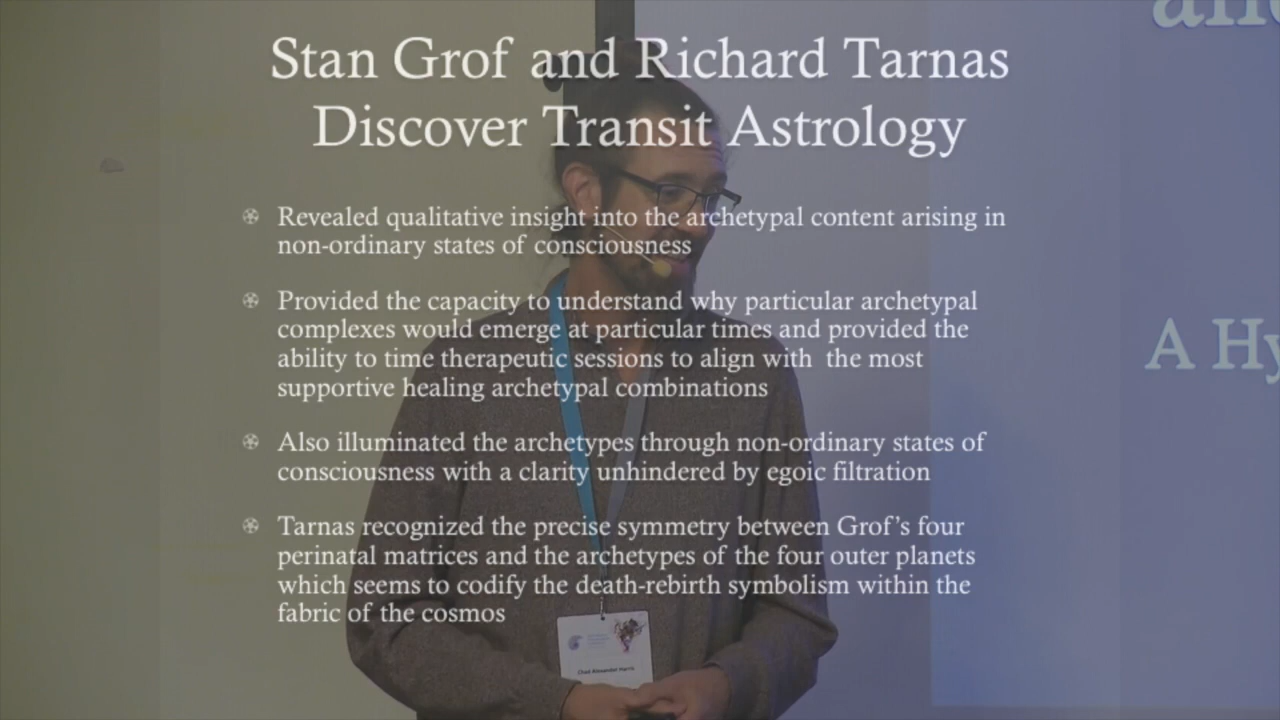 and
Stan Grof and Richard Tarnas
Discover Transit Astrology
Revealed qualitative insight into the archetypal content arising in
non-ordinary states of consciousness
Provided the capacity to understand why particular archetypal
complexes would emerge at particular times and provided the
ability to time therapeutic sessions to align with the most
supportive healing archetypal combinations
A Hy
Also illuminated the archetypes through non-ordinary states of
consciousness with a clarity unhindered by egoic filtration
Tarnas recognized the precise symmetry between Grof's four
perinatal matrices and the archetypes of the four outer planets
which seems to codify the death-rebirth symbolism within the
fabric of the cosmos
Chad Alexander Harris